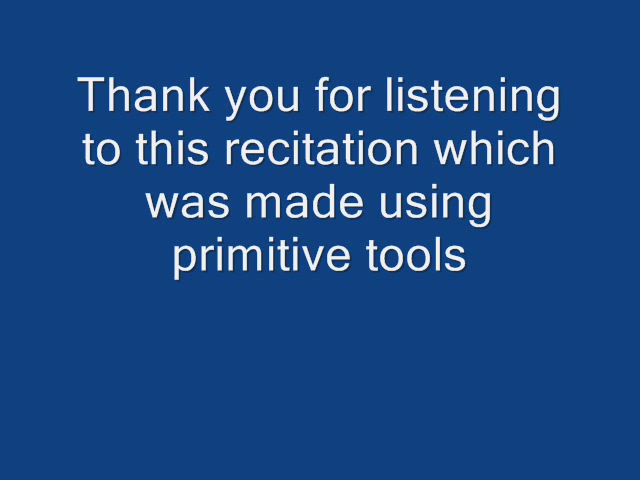 Thank you for listening
to this recitation which
was made using
primitive tools